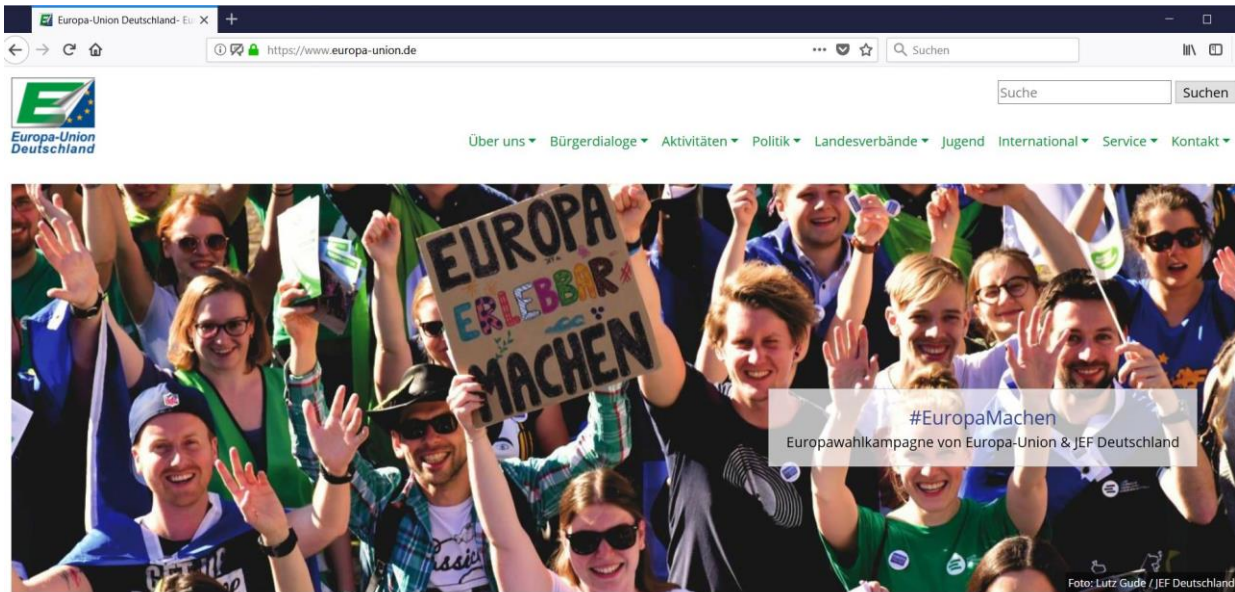 Europa-Union Deutschland- Eu
https://www.europa-union.de
Suchen
Europa-Union
Deutschland
Suche
Suchen
Über uns Bürgerdialoge Aktivitäten Politik Landesverbände Jugend International Service Kontakt
EUROPA
ERLEBBAR
MACHEN
#EuropaMachen
Europawahlkampagne von Europa-Union & JEF Deutschland
Foto: Lutz Gude / JEF Deutschland